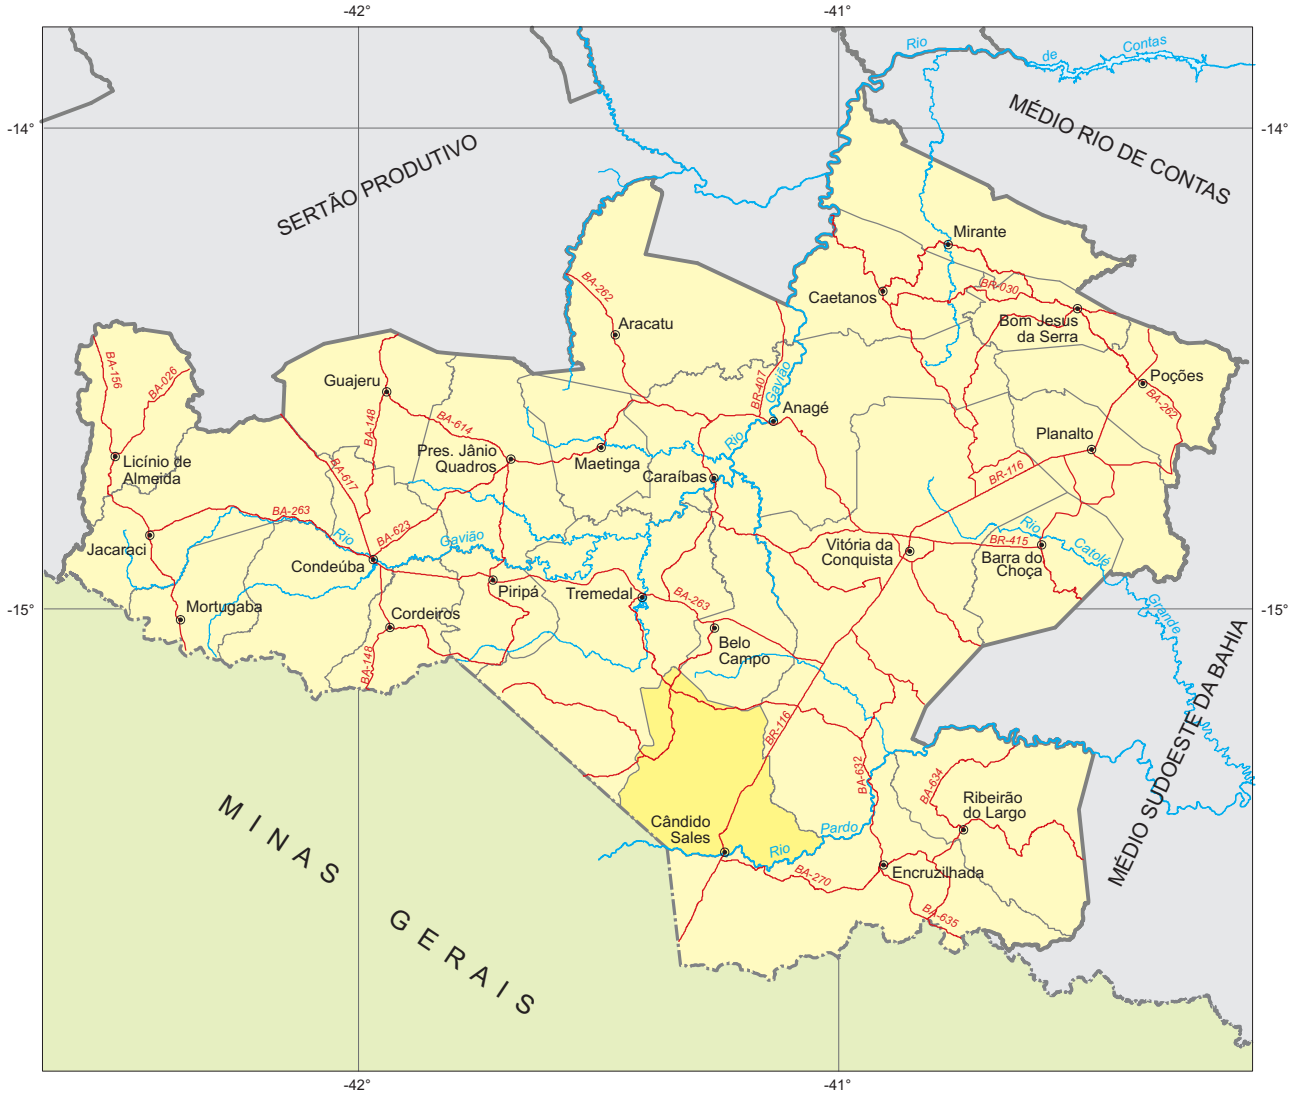 -42°
-41°
Rio
de
Contas
-14°
-14°
MÉDIO RIO DE CONTAS
SERTÃO PRODUTIVO
Mirante
BA-262
BR-030
Caetanos
Aracatu
Bom Jesus
da Serra
BA-156
BA-026
Guajeru
BR-407
Gavião
Poções
BA-262
Anagé
BA-148
BA-614
Rio
Planalto
Licínio de
Almeida
BA-617
Pres. Jânio
Quadros
Maetinga
Caraíbas
BR-116
BA-263
Rio
BA-623
Gavião
Rio
Jacaraci
Condeúba
Vitória da
Conquista
BR-415
Barra do
Choça
Catolé
Mortugaba
Cordeiros
Piripá
Tremedal
BA-263
Grande
-15°
-15°
Belo
Campo
BA-148
MÉDIO SUDOESTE DA BAHIA
BR-116
BA-632
BA-634
MINAS
GERAIS
Cândido
Sales
Pardo
Rio
Ribeirão
do Largo
BA-270
Encruzilhada
BA-635
-42°
-41°